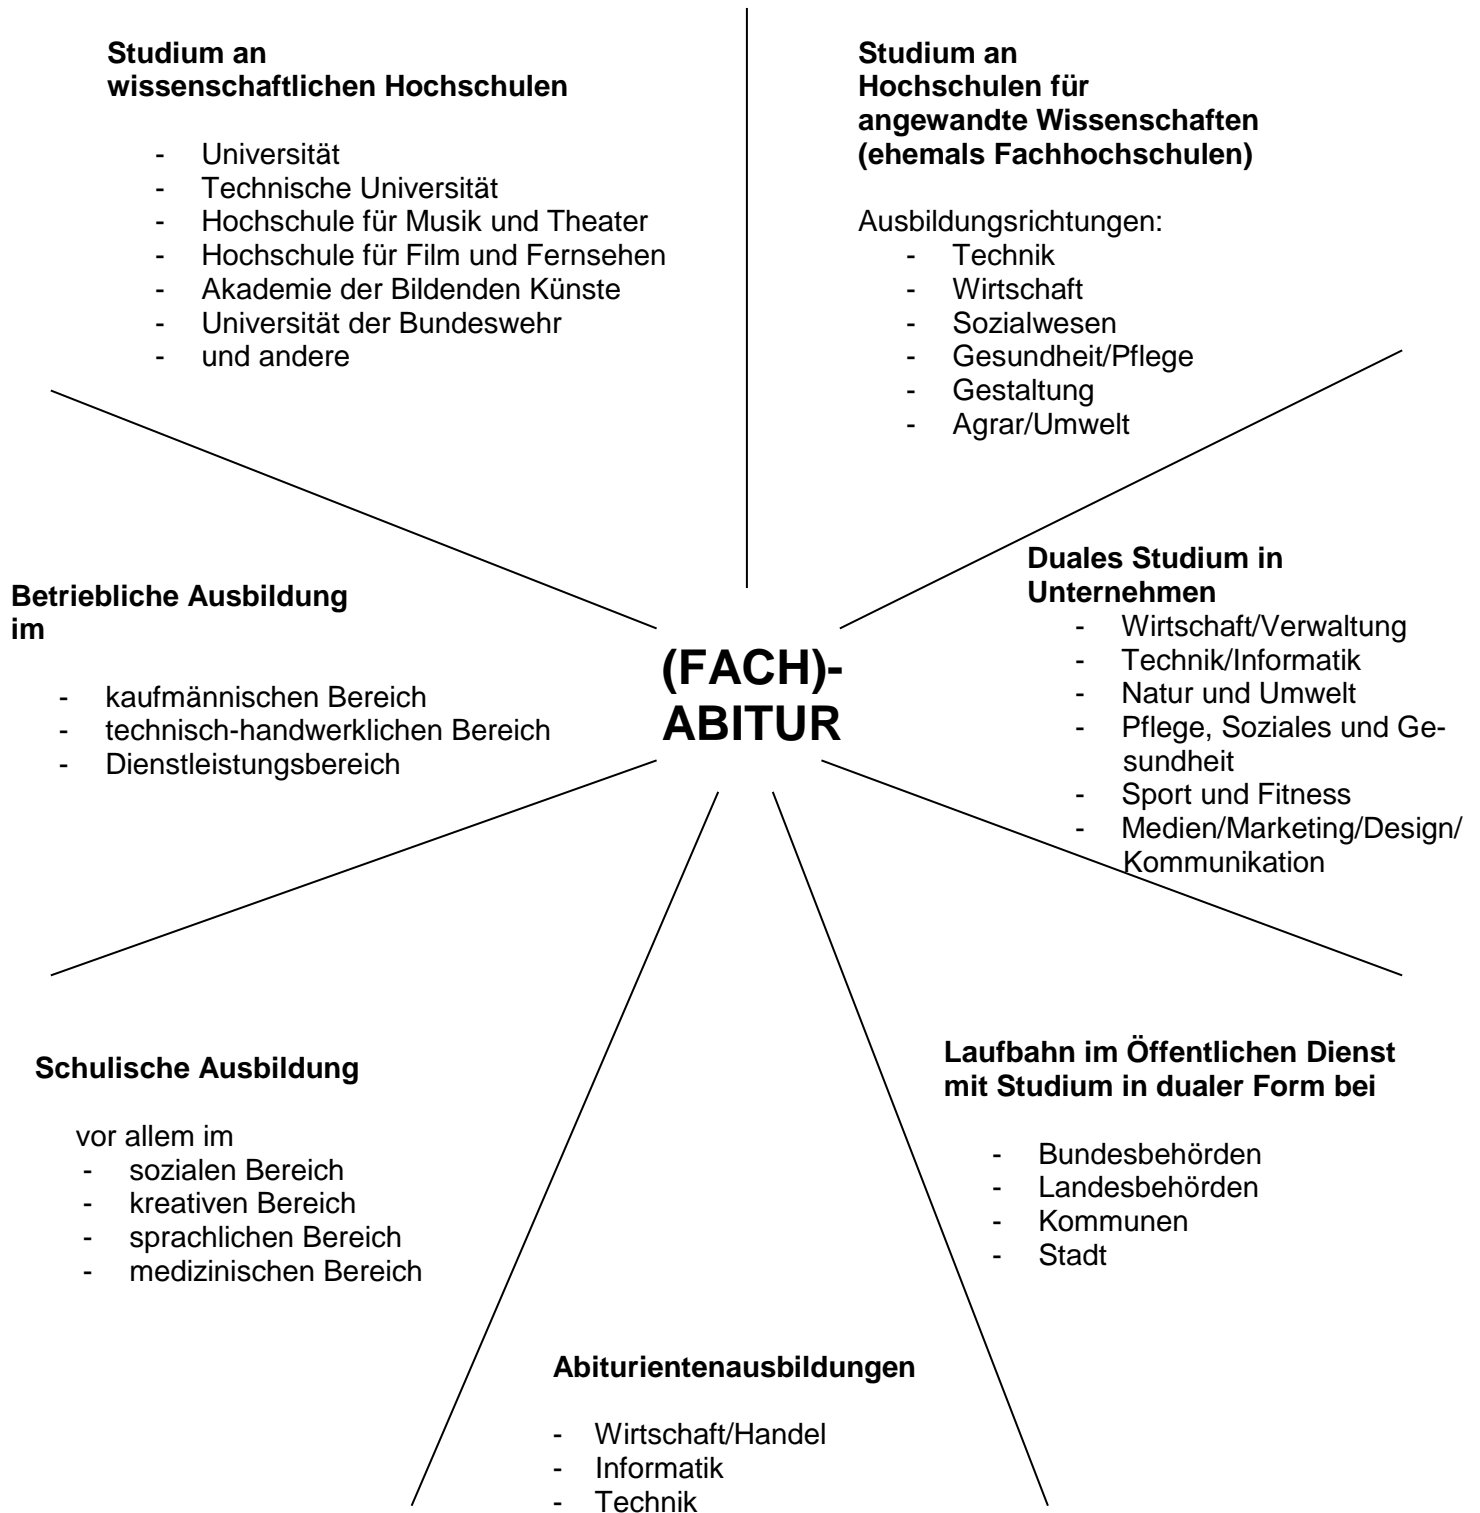 Studium an
wissenschaftlichen Hochschulen
- Universität
- Technische Universität
- Hochschule für Musik und Theater
- Hochschule für Film und Fernsehen
- Akademie der Bildenden Künste
- Universität der Bundeswehr
- und andere
Studium an
Hochschulen für
angewandte Wissenschaften
(ehemals Fachhochschulen)
Ausbildungsrichtungen:
- Technik
- Wirtschaft
- Sozialwesen
- Gesundheit/Pflege
- Gestaltung
- Agrar/Umwelt
Betriebliche Ausbildung
im
- kaufmännischen Bereich
- technisch-handwerklichen Bereich
- Dienstleistungsbereich
(FACH)-
ABITUR
Duales Studium in
Unternehmen
- Wirtschaft/Verwaltung
- Technik/Informatik
- Natur und Umwelt
- Pflege, Soziales und Ge-
sundheit
- Sport und Fitness
- Medien/Marketing/Design/
Kommunikation
Schulische Ausbildung
vor allem im
- sozialen Bereich
- kreativen Bereich
- sprachlichen Bereich
- medizinischen Bereich
Laufbahn im Öffentlichen Dienst
mit Studium in dualer Form bei
- Bundesbehörden
- Landesbehörden
- Kommunen
- Stadt
Abiturientenausbildungen
- Wirtschaft/Handel
- Informatik
- Technik